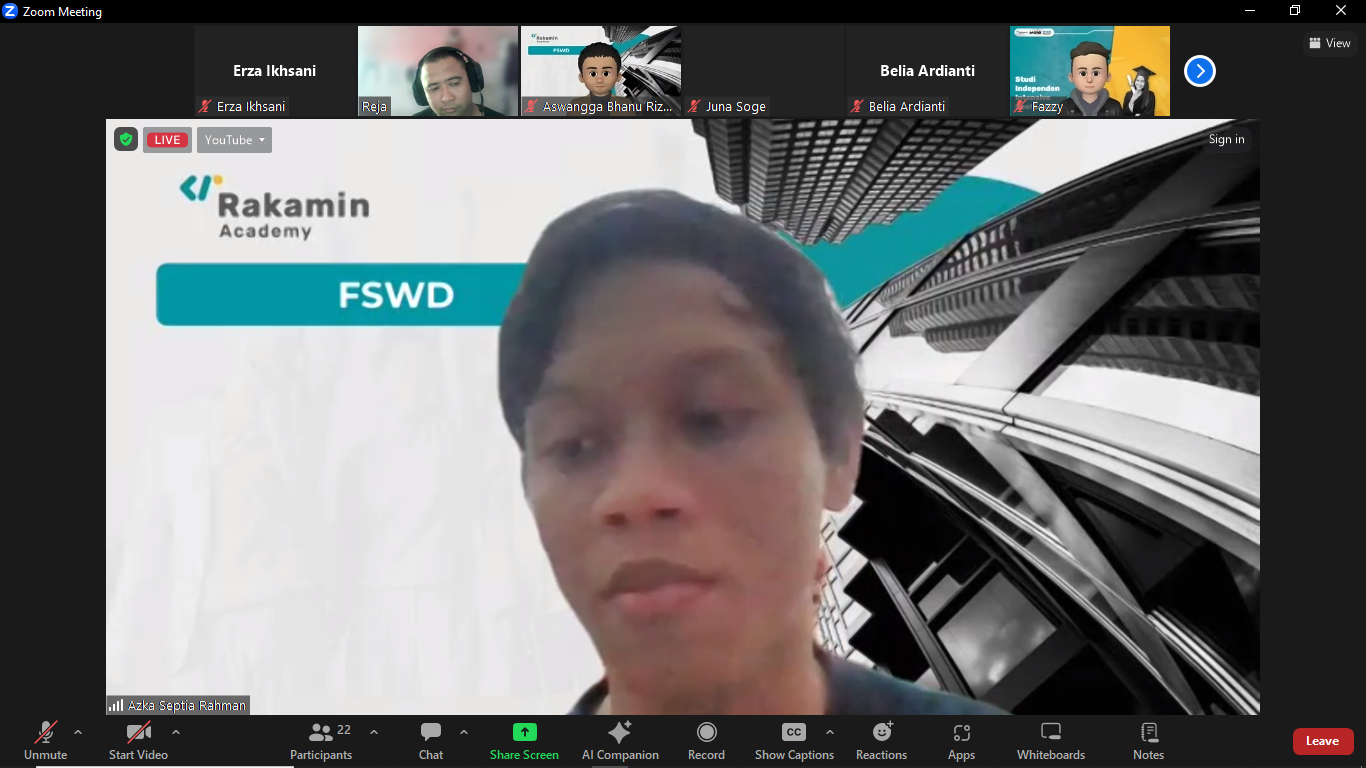 Zoom Meeting
Erza Ikhsani
Erza Ikhsani
Reja
Rakamin
FSWD
Aswangga Bhanu Riz...
Juna Soge
Belia Ardianti
Belia Ardianti
Studi
Independen
Fazzy
View
LIVE
YouTube
Sign in
Rakamin
Academy
FSWD
Azka Septia Rahman
Unmute
Start Video
22
Participants
Chat
Share Screen
AI Companion
Record
CC
Show Captions
Reactions
Apps
Whiteboards
Notes
Leave